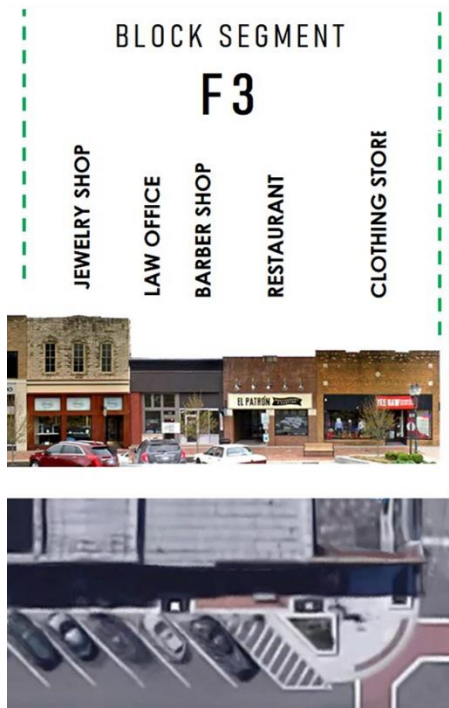 BLOCK SEGMENT
F3
JEWELRY SHOP
LAW OFFICE
BARBER SHOP
RESTAURANT
CLOTHING STORE
EL PATRÓN